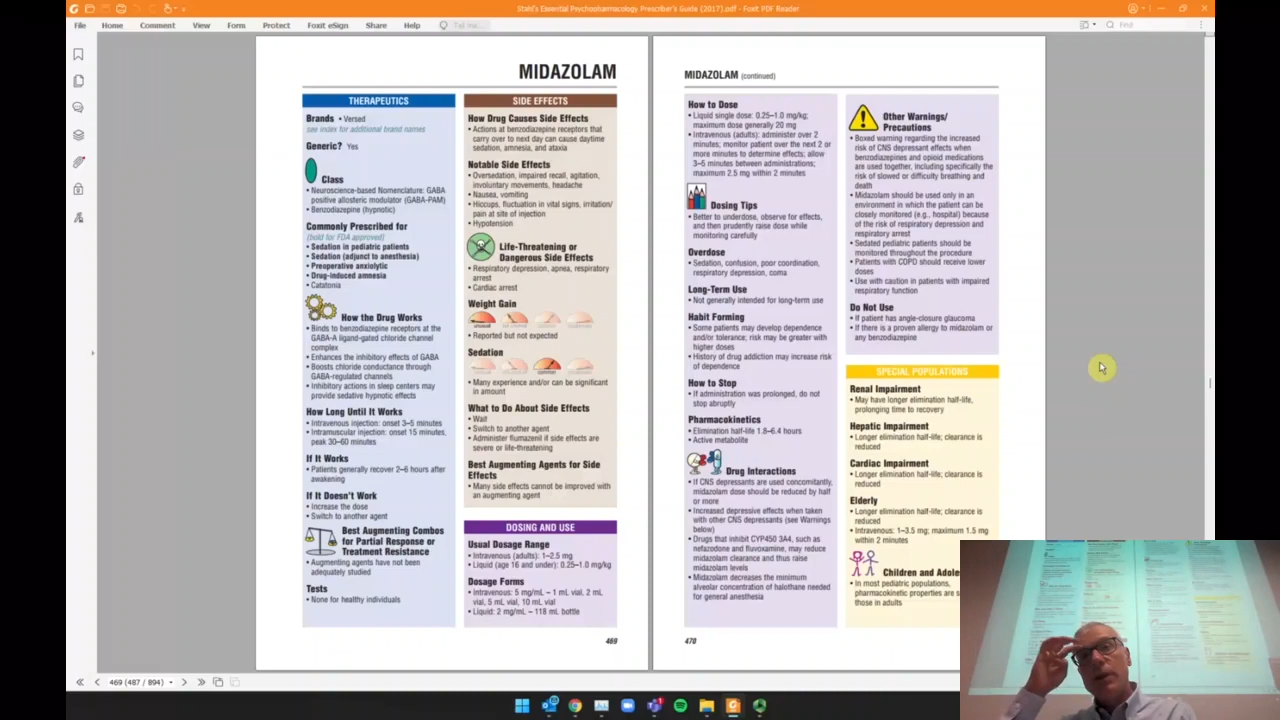 Stahl's Essential Psychopharmacology Prescriber's Guide (2017).pdf - Foxit PDF Reader
File Home Comment View Form Protect Foxit eSign Share Help Tell me... Find
MIDAZOLAM
THERAPEUTICS
Brands • Versed
see index for additional brand names
Generic? Yes
Class
• Neuroscience-based Nomenclature: GABA
positive allosteric modulator (GABA-PAM)
• Benzodiazepine (hypnotic)
Commonly Prescribed for
(bold for FDA approved)
• Sedation in pediatric patients
• Sedation (adjunct to anesthesia)
• Preoperative anxiolytic
• Drug-induced amnesia
• Catatonia
How the Drug Works
• Binds to benzodiazepine receptors at the
GABA-A ligand-gated chloride channel
complex
• Enhances the inhibitory effects of GABA
• Boosts chloride conductance through
GABA-regulated channels
• Inhibitory actions in sleep centers may
provide sedative hypnotic effects
How Long Until It Works
• Intravenous injection: onset 3–5 minutes
• Intramuscular injection: onset 15 minutes,
peak 30–60 minutes
If It Works
• Patients generally recover 2–6 hours after
awakening
If It Doesn't Work
• Increase the dose
• Switch to another agent
Best Augmenting Combos
for Partial Response or
Treatment Resistance
• Augmenting agents have not been
adequately studied
Tests
• None for healthy individuals
SIDE EFFECTS
How Drug Causes Side Effects
• Actions at benzodiazepine receptors that
carry over to next day can cause daytime
sedation, amnesia, and ataxia
Notable Side Effects
• Oversedation, impaired recall, agitation,
involuntary movements, headache
• Nausea, vomiting
• Hiccups, fluctuation in vital signs, irritation/
pain at site of injection
• Hypotension
Life-Threatening or
Dangerous Side Effects
• Respiratory depression, apnea, respiratory
arrest
• Cardiac arrest
Weight Gain
unusual
• Reported but not expected
Sedation
common
• Many experience and/or can be significant
in amount
What to Do About Side Effects
• Wait
• Switch to another agent
• Administer flumazenil if side effects are
severe or life-threatening
Best Augmenting Agents for Side
Effects
• Many side effects cannot be improved with
an augmenting agent
DOSING AND USE
Usual Dosage Range
• Intravenous (adults): 1–2.5 mg
• Liquid (age 16 and under): 0.25–1.0 mg/kg
Dosage Forms
• Intravenous: 5 mg/mL – 1 mL vial, 2 mL
vial, 5 mL vial, 10 mL vial
• Liquid: 2 mg/mL – 118 mL bottle
469
MIDAZOLAM (continued)
How to Dose
• Liquid single dose: 0.25–1.0 mg/kg;
maximum dose generally 20 mg
• Intravenous (adults): administer over 2
minutes; monitor patient over the next 2 or
more minutes to determine effects; allow
3–5 minutes between administrations;
maximum 2.5 mg within 2 minutes
Dosing Tips
• Better to underdose, observe for effects,
and then prudently raise dose while
monitoring carefully
Overdose
• Sedation, confusion, poor coordination,
respiratory depression, coma
Long-Term Use
• Not generally intended for long-term use
Habit Forming
• Some patients may develop dependence
and/or tolerance; risk may be greater with
higher doses
• History of drug addiction may increase risk
of dependence
How to Stop
• If administration was prolonged, do not
stop abruptly
Pharmacokinetics
• Elimination half-life 1.8–6.4 hours
• Active metabolite
Drug Interactions
• If CNS depressants are used concomitantly,
midazolam dose should be reduced by half
or more
• Increased depressive effects when taken
with other CNS depressants (see Warnings
below)
• Drugs that inhibit CYP450 3A4, such as
nefazodone and fluvoxamine, may reduce
midazolam clearance and thus raise
midazolam levels
• Midazolam decreases the minimum
alveolar concentration of halothane needed
for general anesthesia
Other Warnings/
Precautions
• Boxed warning regarding the increased
risk of CNS depressant effects when
benzodiazepines and opioid medications
are used together, including specifically the
risk of slowed or difficulty breathing and
death
• Midazolam should be used only in an
environment in which the patient can be
closely monitored (e.g., hospital) because
of the risk of respiratory depression and
respiratory arrest
• Sedated pediatric patients should be
monitored throughout the procedure
• Patients with COPD should receive lower
doses
• Use with caution in patients with impaired
respiratory function
Do Not Use
• If patient has angle-closure glaucoma
• If there is a proven allergy to midazolam or
any benzodiazepine
SPECIAL POPULATIONS
Renal Impairment
• May have longer elimination half-life,
prolonging time to recovery
Hepatic Impairment
• Longer elimination half-life; clearance is
reduced
Cardiac Impairment
• Longer elimination half-life; clearance is
reduced
Elderly
• Longer elimination half-life; clearance is
reduced
• Intravenous: 1–3.5 mg; maximum 1.5 mg
within 2 minutes
Children and Adole
• In most pediatric populations,
pharmacokinetic properties are s
those in adults
470
469 (487 / 894)